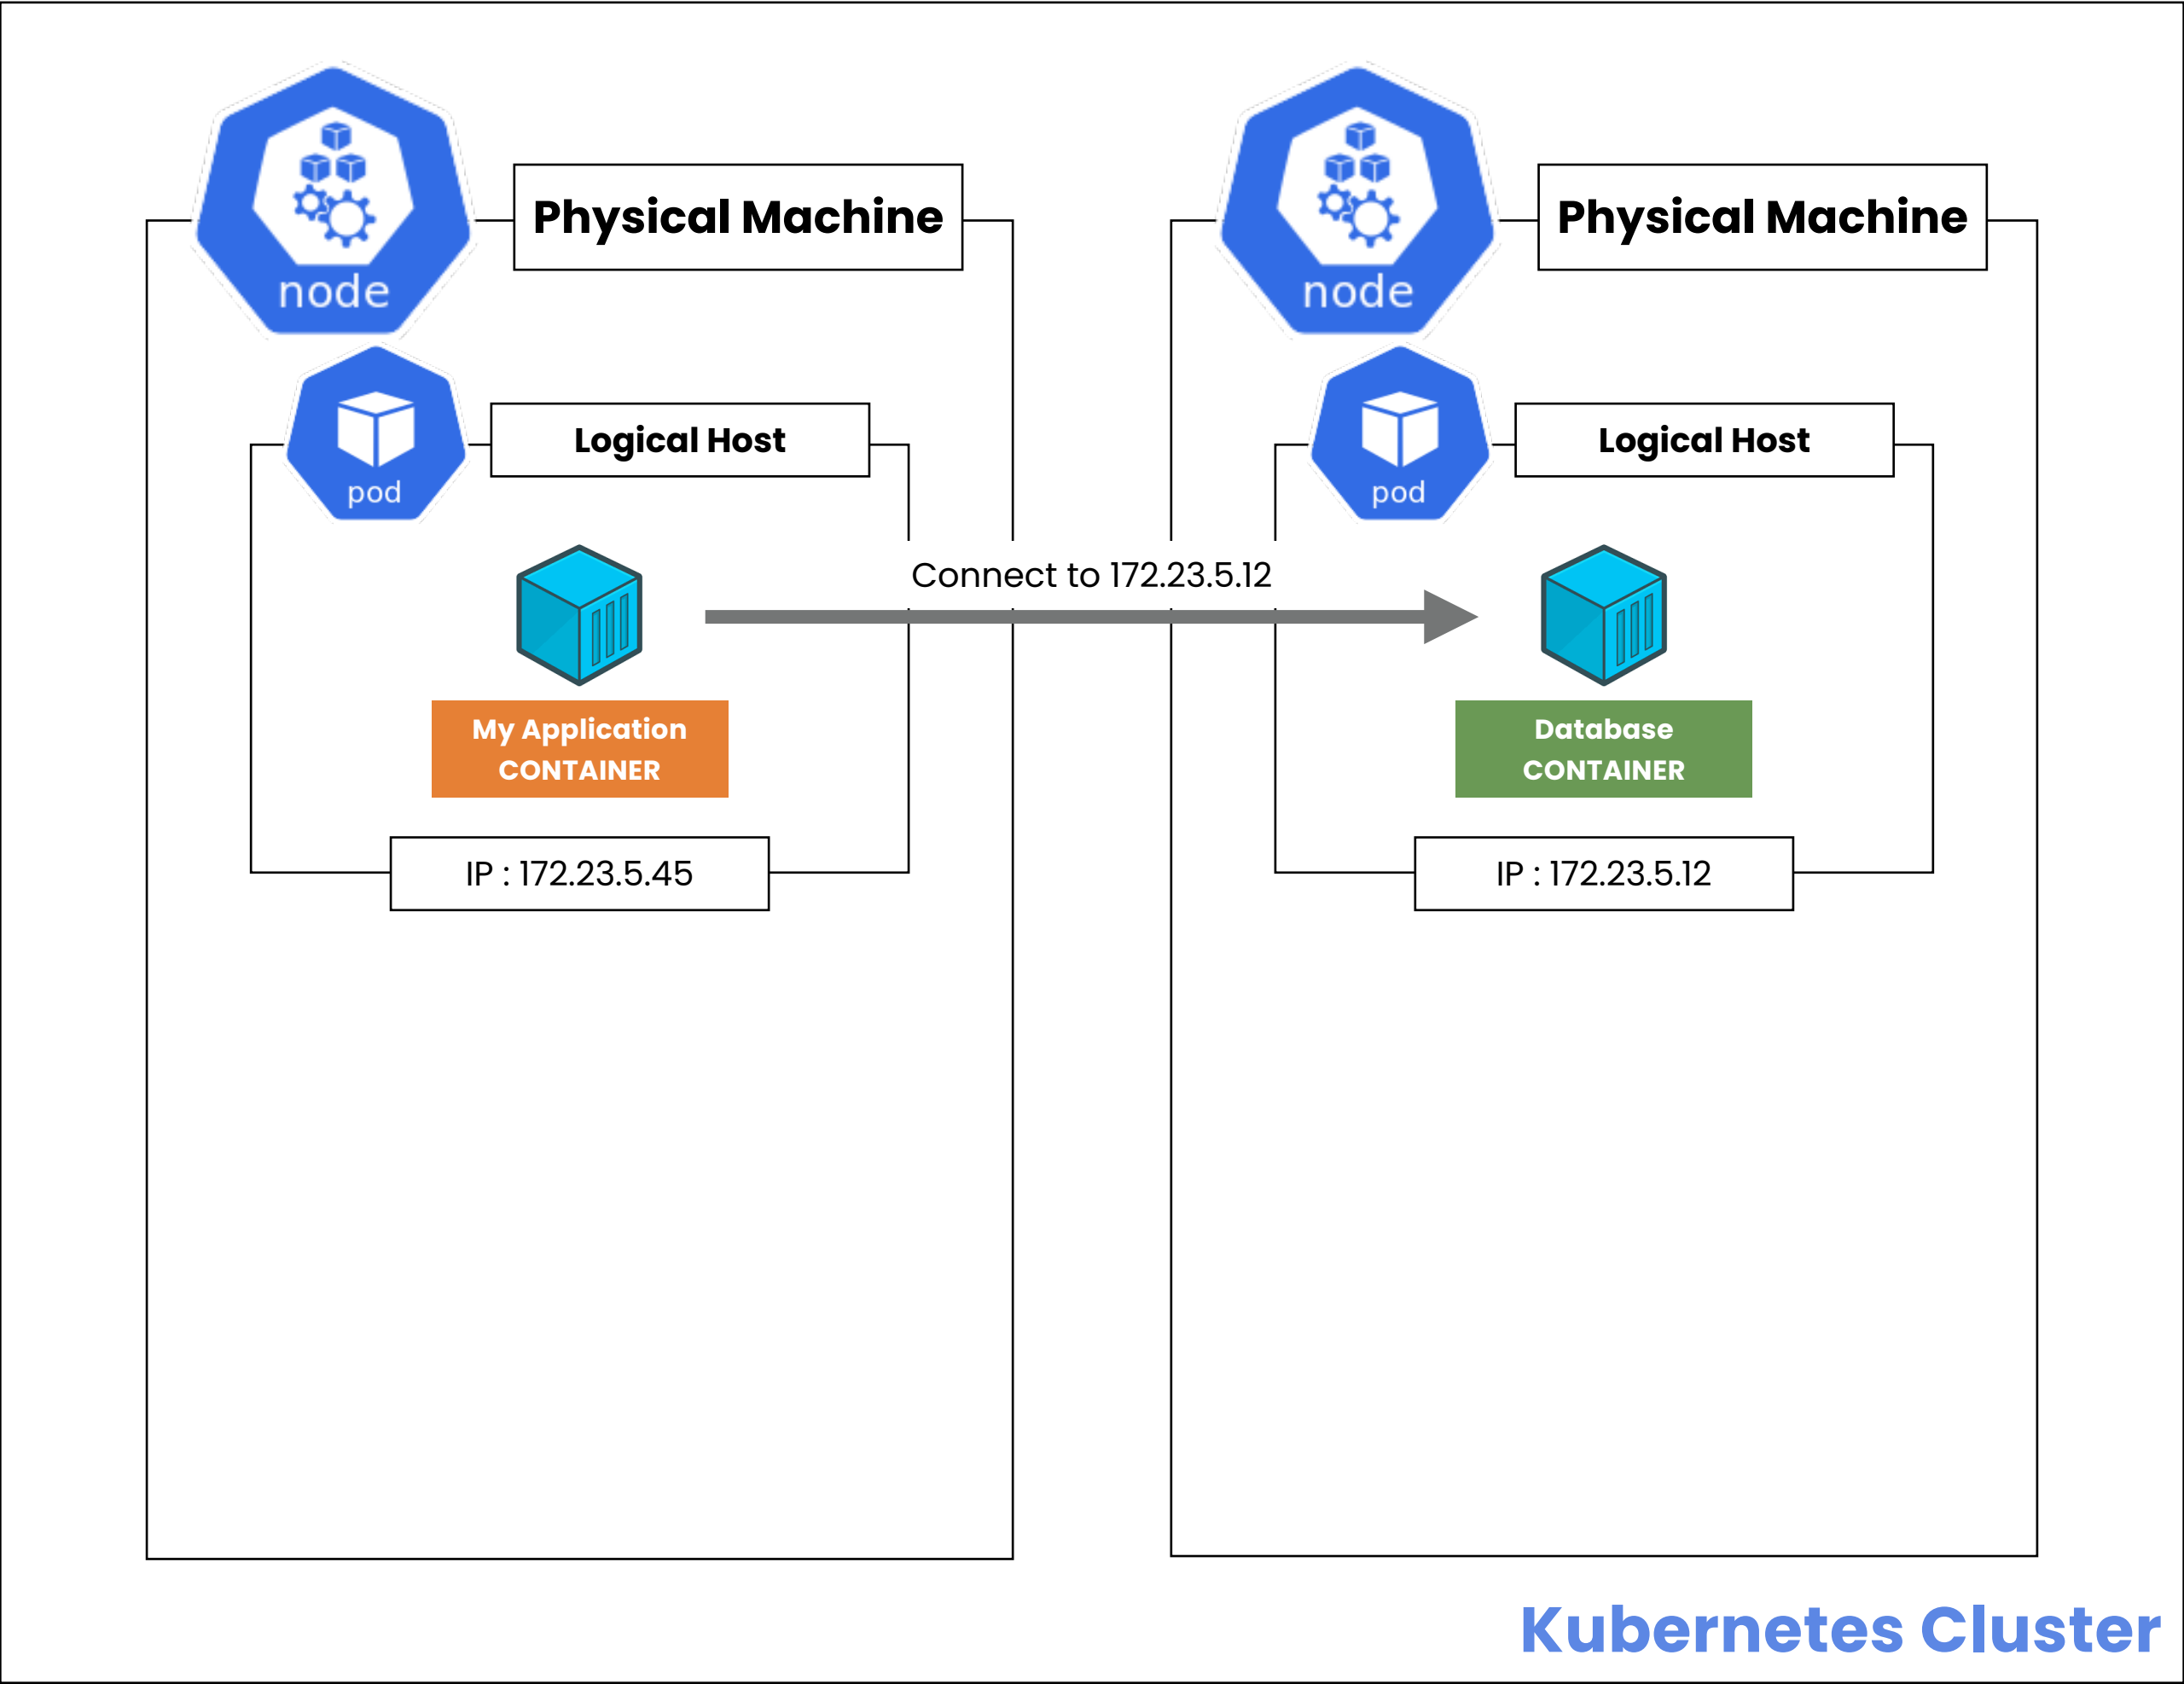 node
Physical Machine
pod
Logical Host
My Application
CONTAINER
IP : 172.23.5.45
Connect to 172.23.5.12
node
Physical Machine
pod
Logical Host
Database
CONTAINER
IP : 172.23.5.12
Kubernetes Cluster